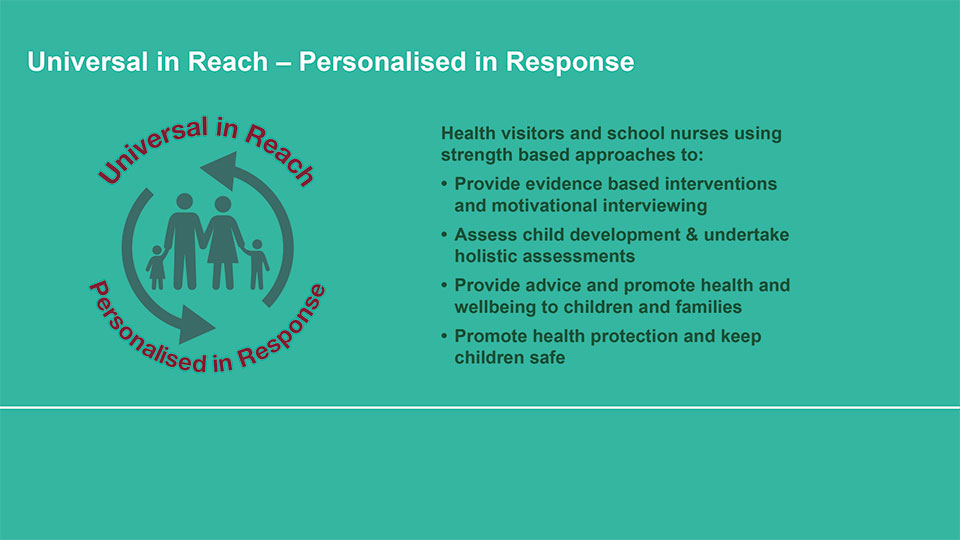 Universal in Reach – Personalised in Response
Universal in Reach
Personalised in Response
Health visitors and school nurses using
strength based approaches to:
• Provide evidence based interventions
and motivational interviewing
• Assess child development & undertake
holistic assessments
• Provide advice and promote health and
wellbeing to children and families
• Promote health protection and keep
children safe